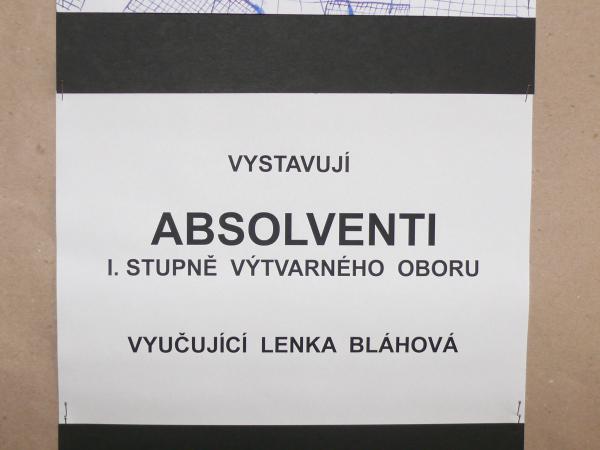 VYSTAVUJÍ
ABSOLVENTI
I. STUPNĚ VÝTVARNÉHO OBORU
VYUČUJÍCÍ LENKA BLÁHOVÁ